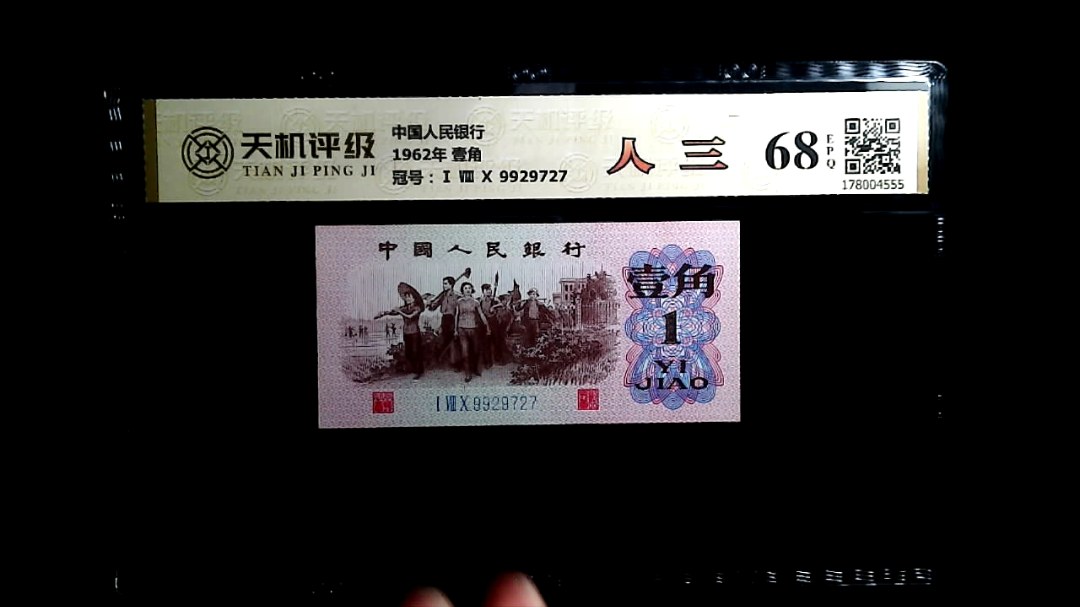 天机评级
TIAN JI PING JI
中国人民银行
1962年 壹角
冠号：Ⅰ Ⅷ Ⅹ 9929727
人 三
68
EPQ
178004555
中國人民銀行
壹角
1
YI
JIAO
Ⅰ Ⅷ Ⅹ 9929727